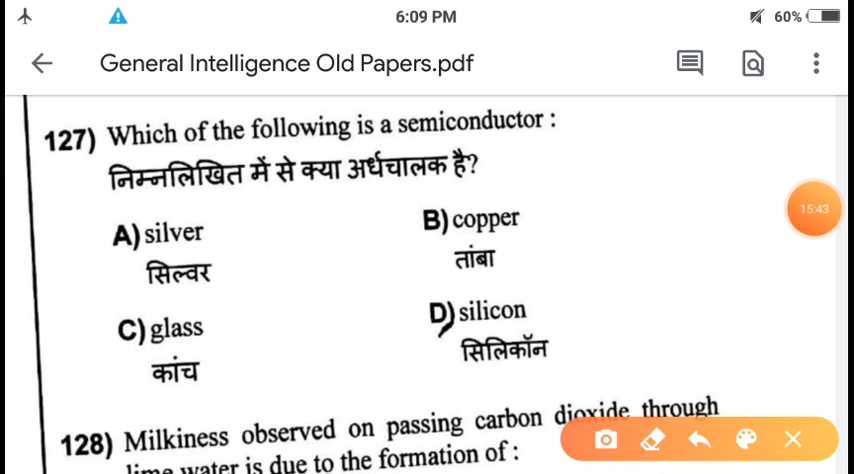 6:09 PM
60%
General Intelligence Old Papers.pdf
127) Which of the following is a semiconductor :
निम्नलिखित में से क्या अर्धचालक है?
A) silver
सिल्वर
B) copper
तांबा
15:43
C) glass
कांच
D) silicon
सिलिकॉन
128) Milkiness observed on passing carbon dioxide through
lime water is due to the formation of :